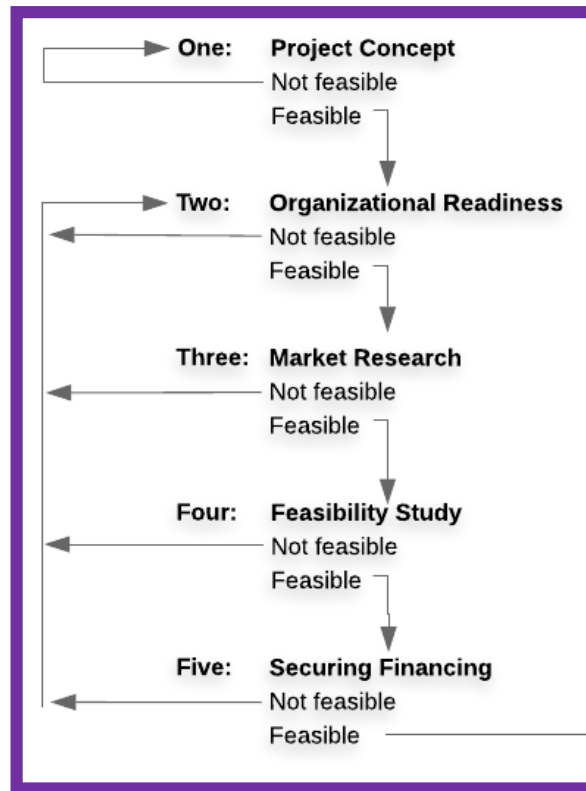 One: Project Concept
Not feasible
Feasible
Two: Organizational Readiness
Not feasible
Feasible
Three: Market Research
Not feasible
Feasible
Four: Feasibility Study
Not feasible
Feasible
Five: Securing Financing
Not feasible
Feasible